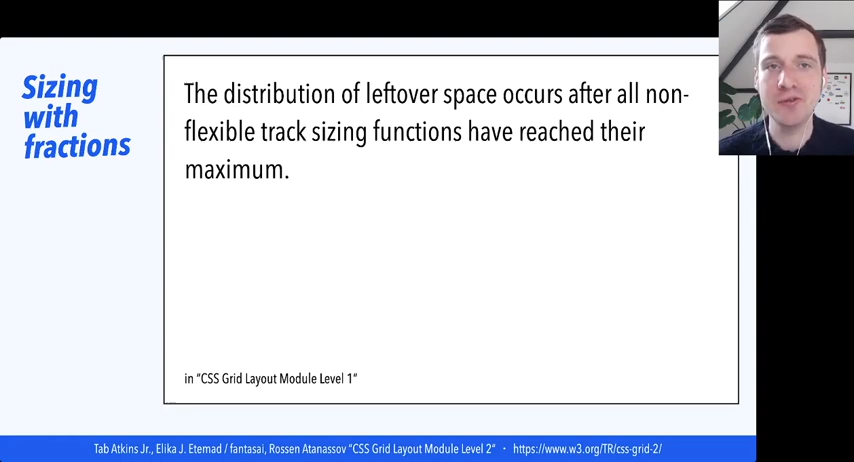 Sizing
with
fractions
The distribution of leftover space occurs after all non-
flexible track sizing functions have reached their
maximum.
in “CSS Grid Layout Module Level 1”
Tab Atkins Jr., Elika J. Etemad / fantasai, Rossen Atanassov “CSS Grid Layout Module Level 2” · https://www.w3.org/TR/css-grid-2/